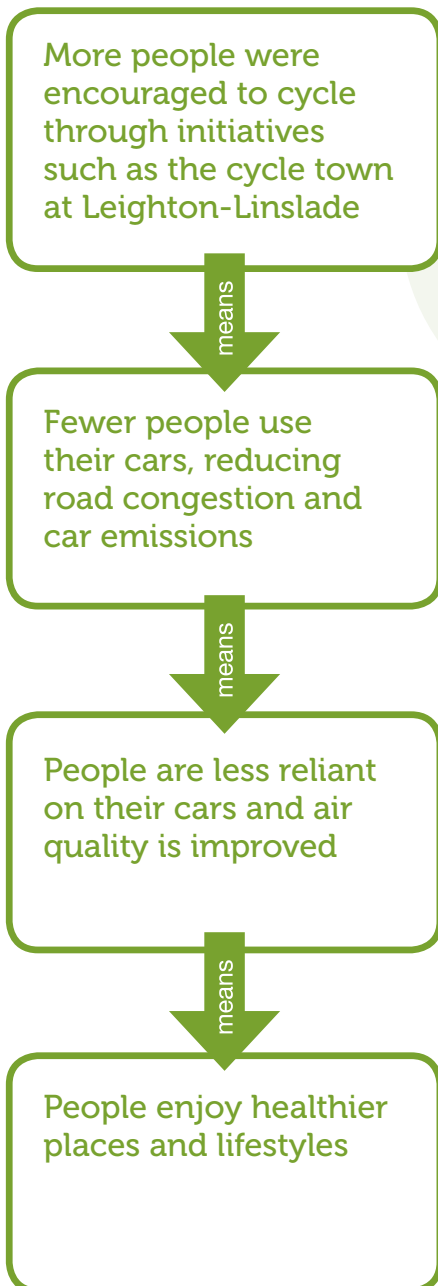 More people were
encouraged to cycle
through initiatives
such as the cycle town
at Leighton-Linslade
means
Fewer people use
their cars, reducing
road congestion and
car emissions
means
People are less reliant
on their cars and air
quality is improved
means
People enjoy healthier
places and lifestyles